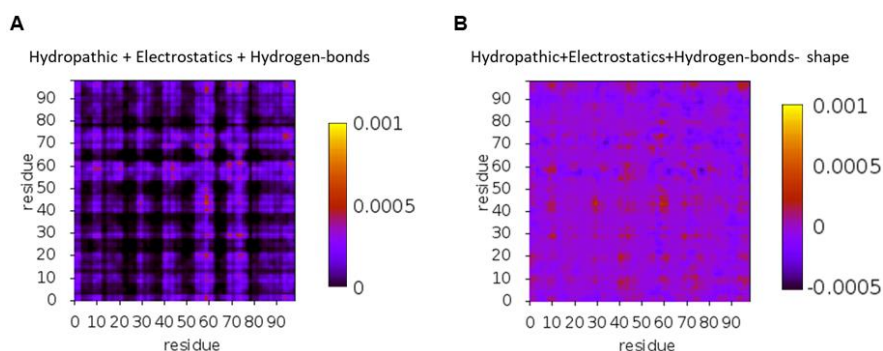 A
B
Hydropathic + Electrostatics + Hydrogen-bonds
Hydropathic+Electrostatics+Hydrogen-bonds- shape
90
80
70
60
50
40
30
20
10
0
residue
0 10 20 30 40 50 60 70 80 90
residue
0.001
0.0005
0
90
80
70
60
50
40
30
20
10
0
residue
0 10 20 30 40 50 60 70 80 90
residue
0.001
0.0005
0
-0.0005